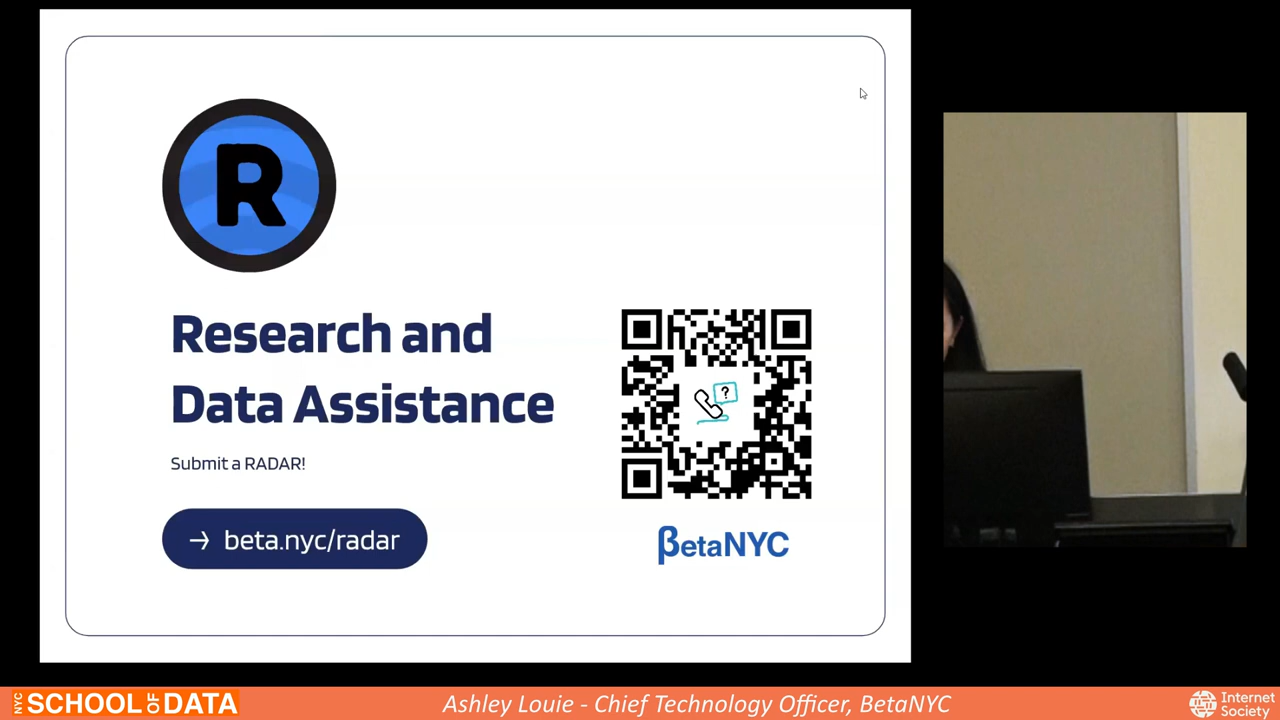 R
Research and
Data Assistance
Submit a RADAR!
→ beta.nyc/radar
?
βetaNYC
NYC SCHOOL OF DATA
Ashley Louie - Chief Technology Officer, BetaNYC
Internet
Society